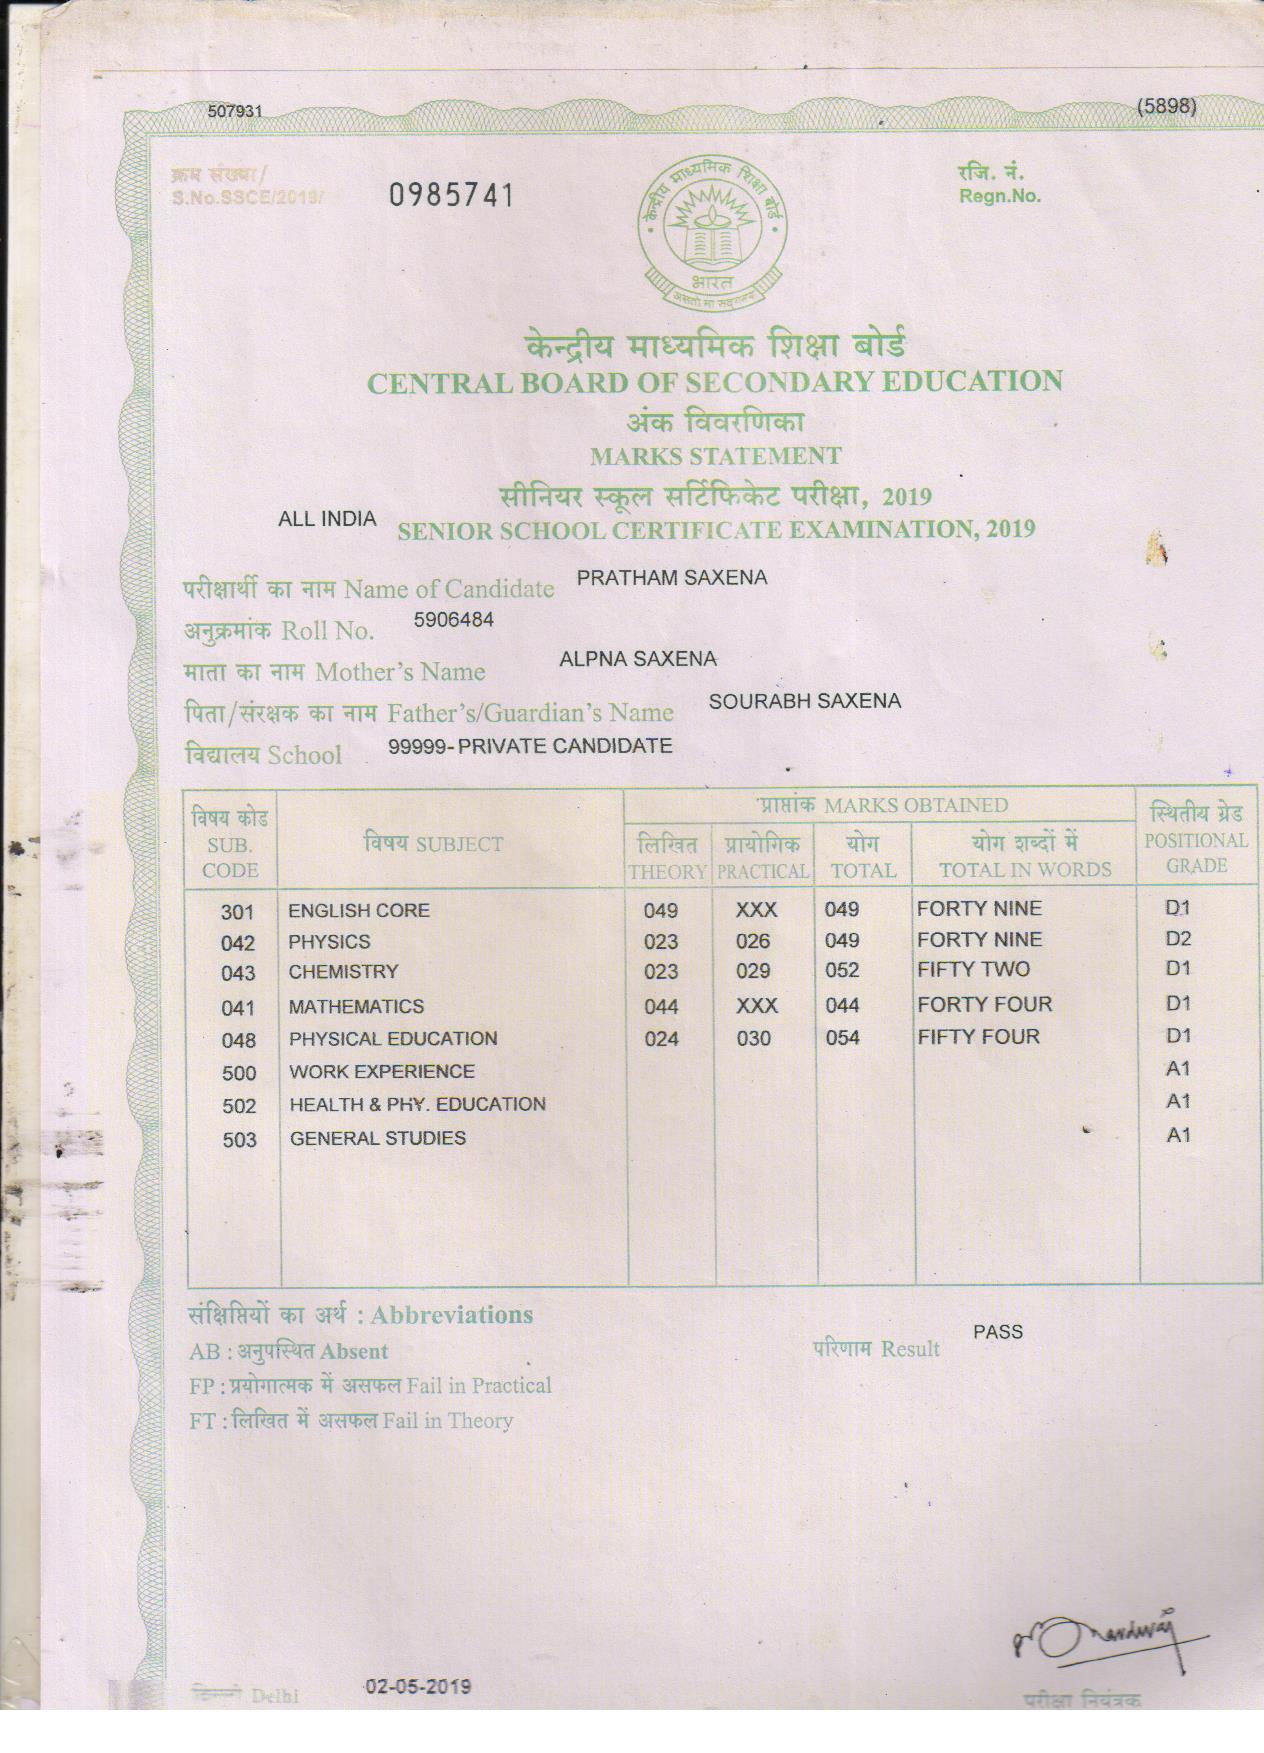 507931
(5898)
क्रम संख्या/
S.No.SSCE/2019/
0985741
रजि. नं.
Regn.No.
केन्द्रीय माध्यमिक शिक्षा बोर्ड
भारत
असतो मा सद्गमय
केन्द्रीय माध्यमिक शिक्षा बोर्ड
CENTRAL BOARD OF SECONDARY EDUCATION
अंक विवरणिका
MARKS STATEMENT
सीनियर स्कूल सर्टिफिकेट परीक्षा, 2019
ALL INDIA SENIOR SCHOOL CERTIFICATE EXAMINATION, 2019
परीक्षार्थी का नाम Name of Candidate PRATHAM SAXENA
अनुक्रमांक Roll No. 5906484
माता का नाम Mother's Name ALPNA SAXENA
पिता/संरक्षक का नाम Father's/Guardian's Name SOURABH SAXENA
विद्यालय School 99999- PRIVATE CANDIDATE
विषय कोड SUB. CODE विषय SUBJECT प्राप्तांक MARKS OBTAINED स्थितीय ग्रेड POSITIONAL GRADE
लिखित THEORY प्रायोगिक PRACTICAL योग TOTAL योग शब्दों में TOTAL IN WORDS
301 ENGLISH CORE 049 XXX 049 FORTY NINE D1
042 PHYSICS 023 026 049 FORTY NINE D2
043 CHEMISTRY 023 029 052 FIFTY TWO D1
041 MATHEMATICS 044 XXX 044 FORTY FOUR D1
048 PHYSICAL EDUCATION 024 030 054 FIFTY FOUR D1
500 WORK EXPERIENCE A1
502 HEALTH & PHY. EDUCATION A1
503 GENERAL STUDIES A1
संक्षिप्तियों का अर्थ : Abbreviations
AB : अनुपस्थित Absent
परिणाम Result PASS
FP : प्रयोगात्मक में असफल Fail in Practical
FT : लिखित में असफल Fail in Theory
Delhi 02-05-2019
परीक्षा नियंत्रक